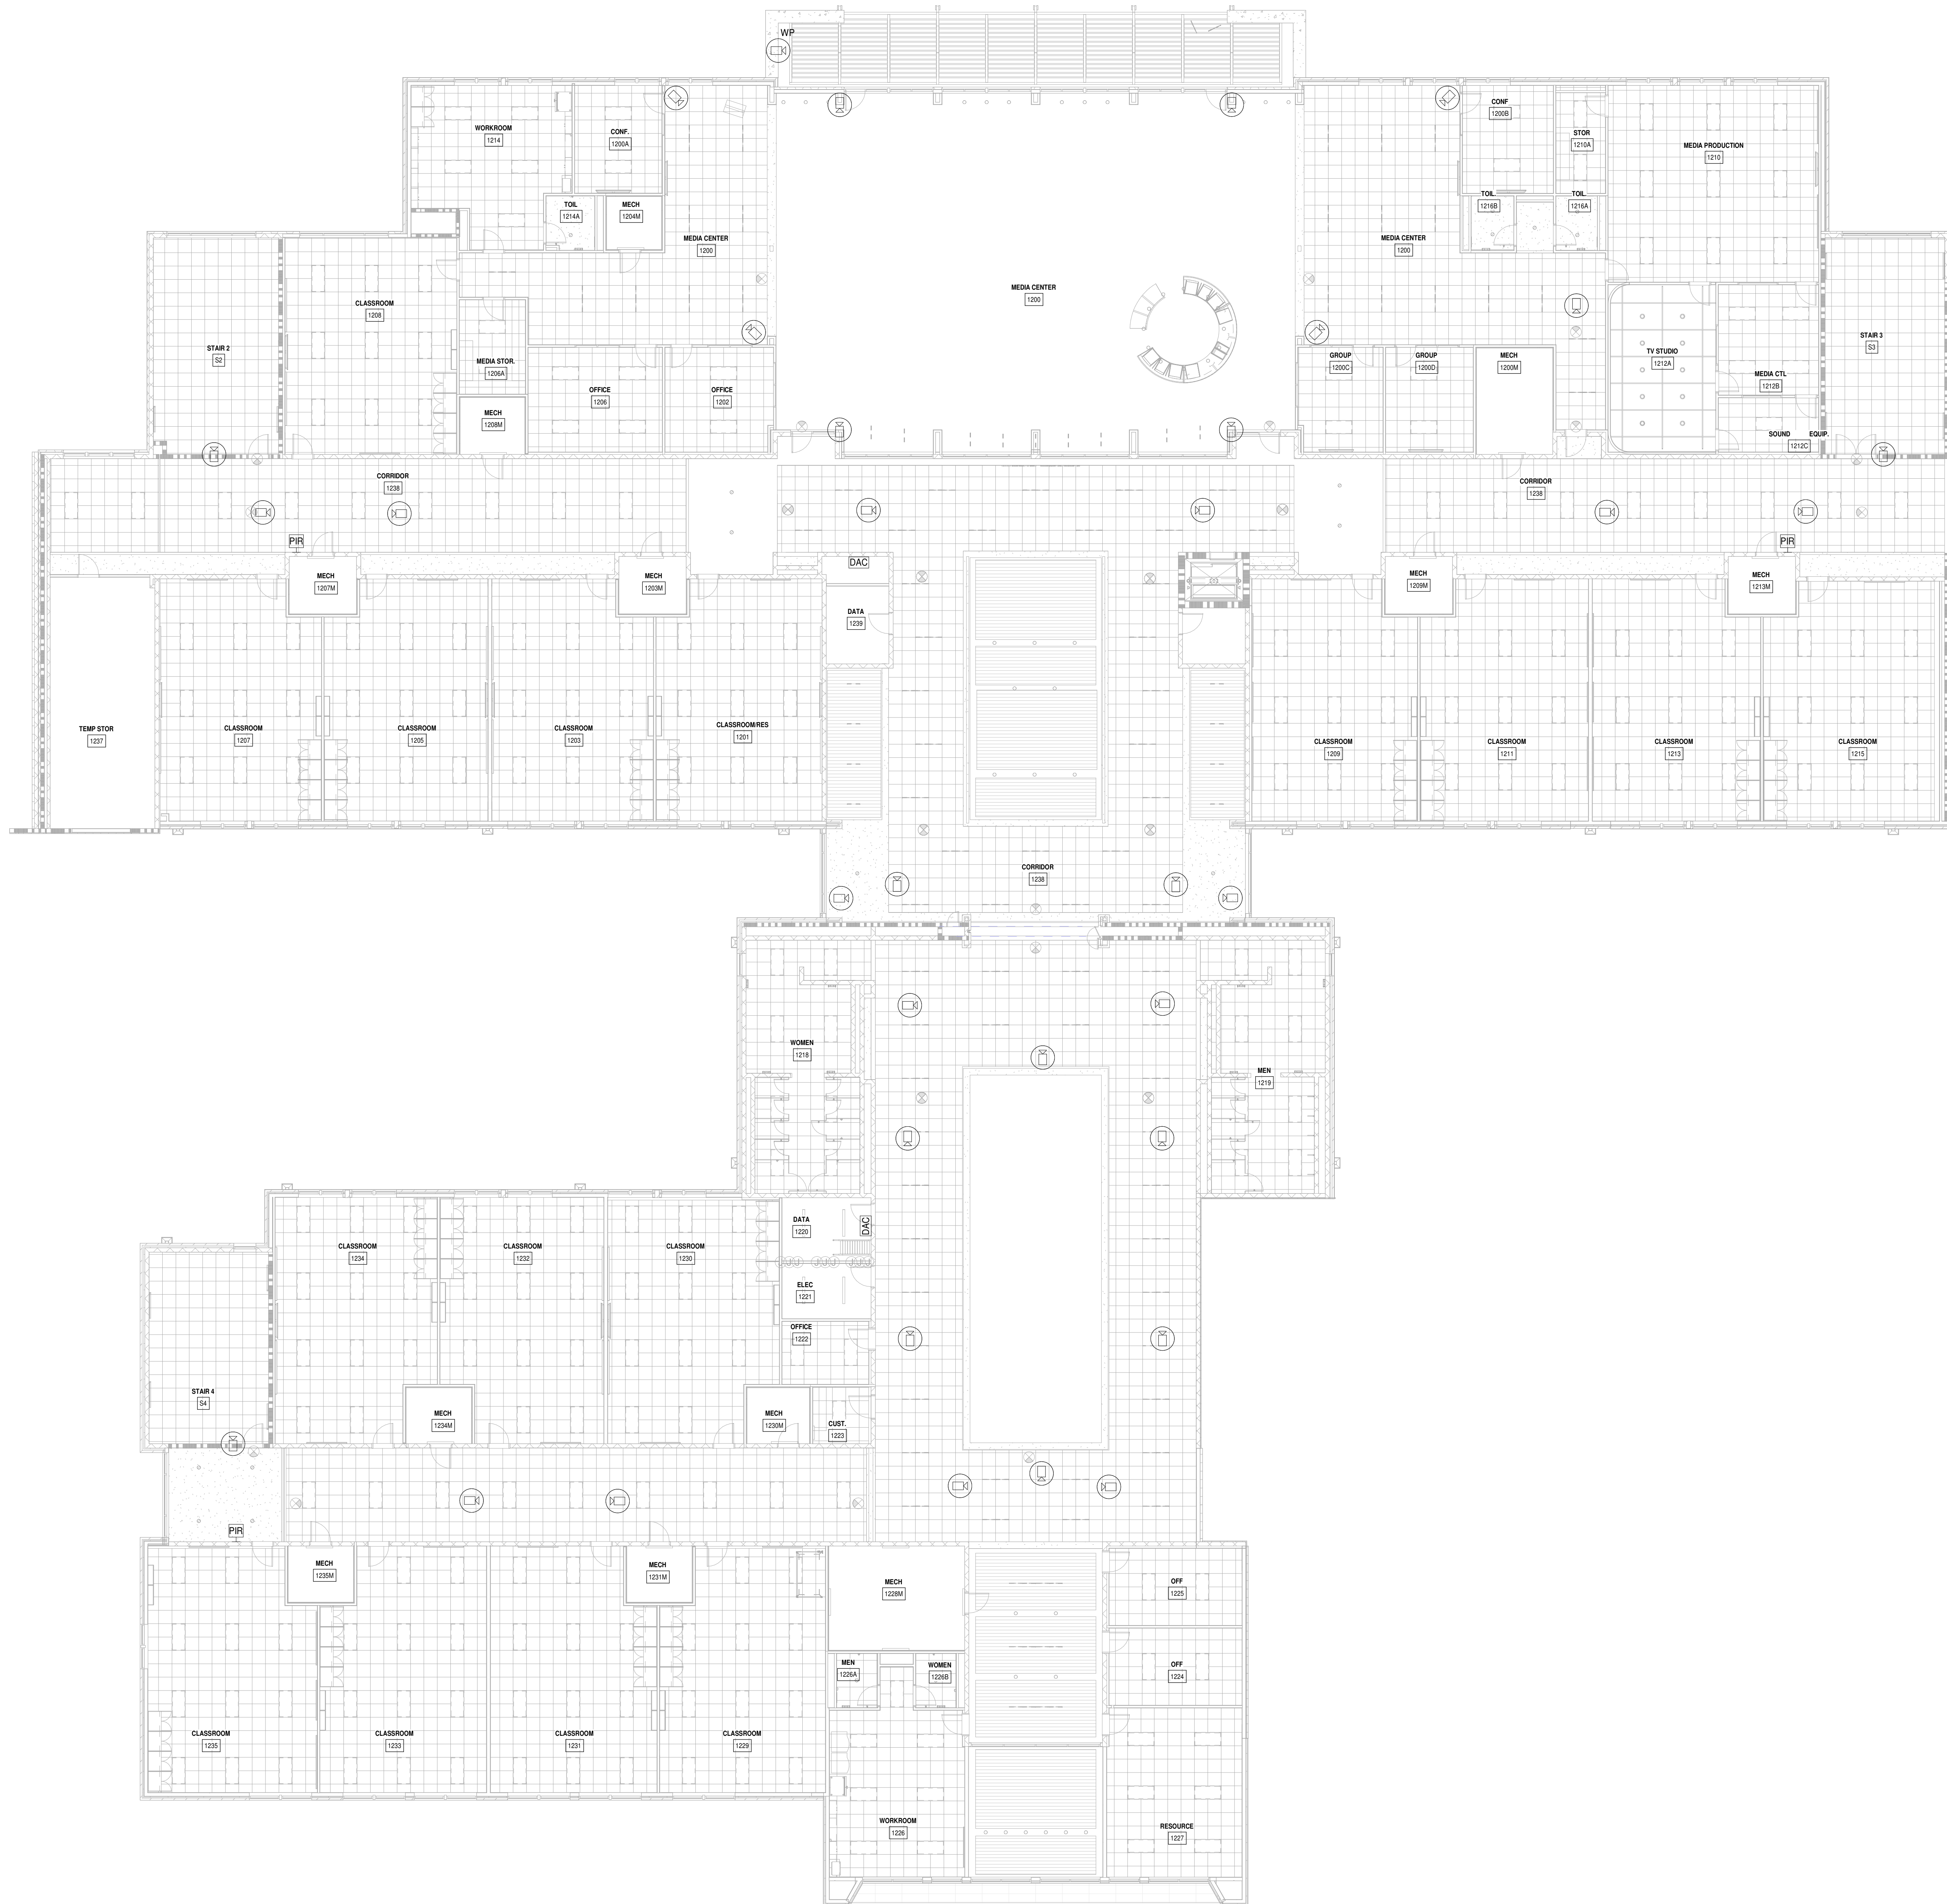 WP
CONF
1200B
WORKROOM
1214
CONF.
1200A
STOR
1210A
MEDIA PRODUCTION
1210
TOIL
1214A
MECH
1204M
TOIL.
1216B
TOIL.
1216A
MEDIA CENTER
1200
MEDIA CENTER
1200
MEDIA CENTER
1200
CLASSROOM
1208
STAIR 2
S2
MEDIA STOR.
1206A
OFFICE
1206
OFFICE
1202
MECH
1208M
GROUP
1200C
GROUP
1200D
MECH
1200M
TV STUDIO
1212A
MEDIA CTL
1212B
STAIR 3
S3
SOUND EQUIP.
1212C
CORRIDOR
1238
CORRIDOR
1238
PIR
PIR
DAC
MECH
1207M
MECH
1203M
MECH
1209M
MECH
1213M
DATA
1239
TEMP STOR
1237
CLASSROOM
1207
CLASSROOM
1205
CLASSROOM
1203
CLASSROOM/RES
1201
CLASSROOM
1209
CLASSROOM
1211
CLASSROOM
1213
CLASSROOM
1215
CORRIDOR
1238
WOMEN
1218
MEN
1219
DATA
1220
DAC
CLASSROOM
1234
CLASSROOM
1232
CLASSROOM
1230
ELEC
1221
OFFICE
1222
STAIR 4
S4
MECH
1234M
MECH
1230M
CUST.
1223
PIR
MECH
1235M
MECH
1231M
MECH
1228M
OFF
1225
MEN
1226A
WOMEN
1226B
OFF
1224
CLASSROOM
1235
CLASSROOM
1233
CLASSROOM
1231
CLASSROOM
1229
WORKROOM
1226
RESOURCE
1227